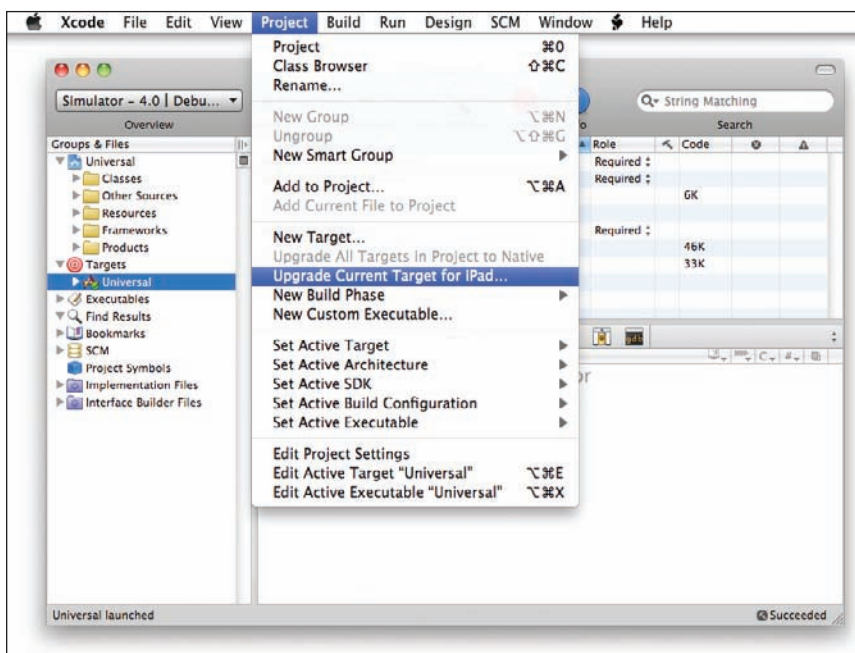 Xcode File Edit View Project Build Run Design SCM Window Help
Project ⌘0
Class Browser ⇧⌘C
Rename...
New Group ⌥⌘N
Ungroup ⌥⇧⌘G
New Smart Group
Add to Project... ⌥⌘A
Add Current File to Project
New Target...
Upgrade All Targets in Project to Native
Upgrade Current Target for iPad...
New Build Phase
New Custom Executable...
Set Active Target
Set Active Architecture
Set Active SDK
Set Active Build Configuration
Set Active Executable
Edit Project Settings
Edit Active Target "Universal" ⌥⌘E
Edit Active Executable "Universal" ⌥⌘X
Simulator - 4.0 | Debu...
Overview
Groups & Files
Universal
Classes
Other Sources
Resources
Frameworks
Products
Targets
Universal
Executables
Find Results
Bookmarks
SCM
Project Symbols
Implementation Files
Interface Builder Files
String Matching
Search
Role Code
Required
Required
6K
Required
46K
33K
gdb
C #
Universal launched
Succeeded